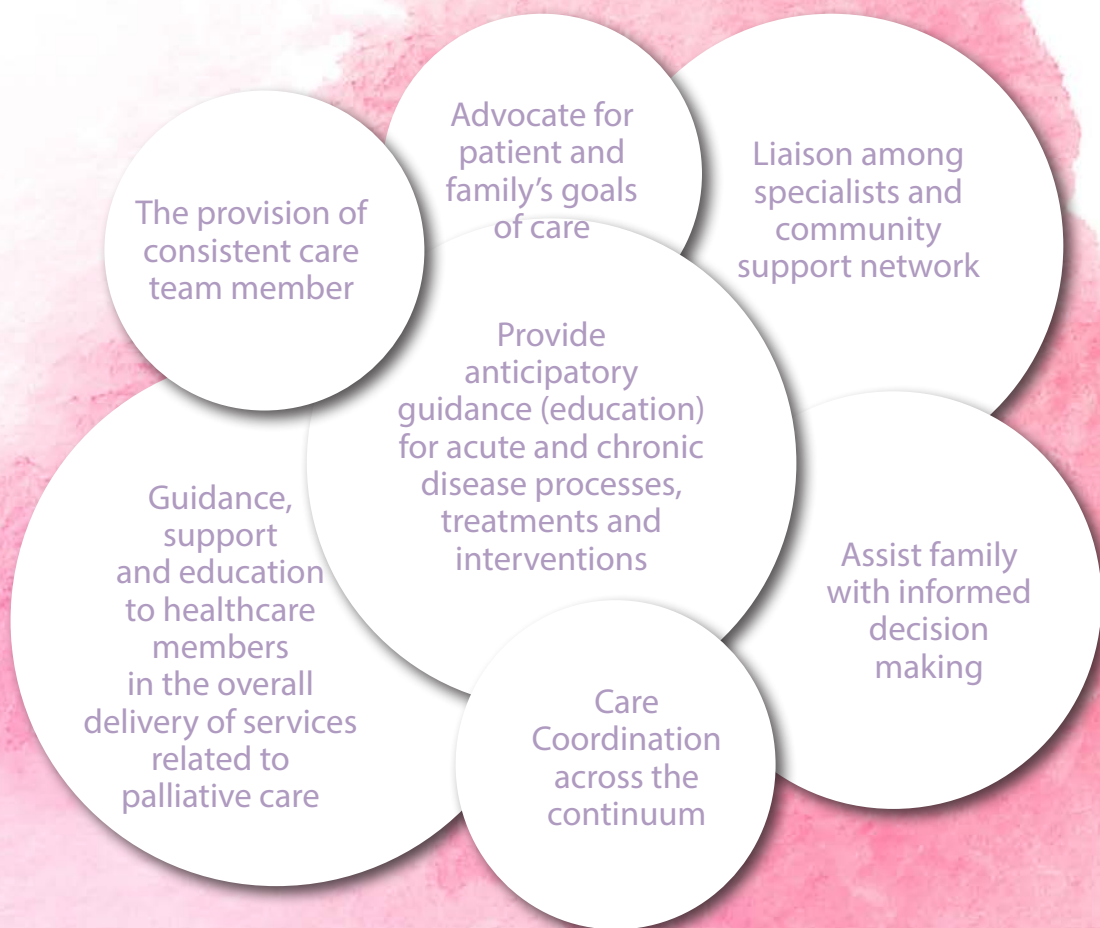 Advocate for
patient and
family's goals
of care
Liaison among
specialists and
community
support network
The provision of
consistent care
team member
Provide
anticipatory
guidance (education)
for acute and chronic
disease processes,
treatments and
interventions
Guidance,
support
and education
to healthcare
members
in the overall
delivery of services
related to
palliative care
Assist family
with informed
decision
making
Care
Coordination
across the
continuum